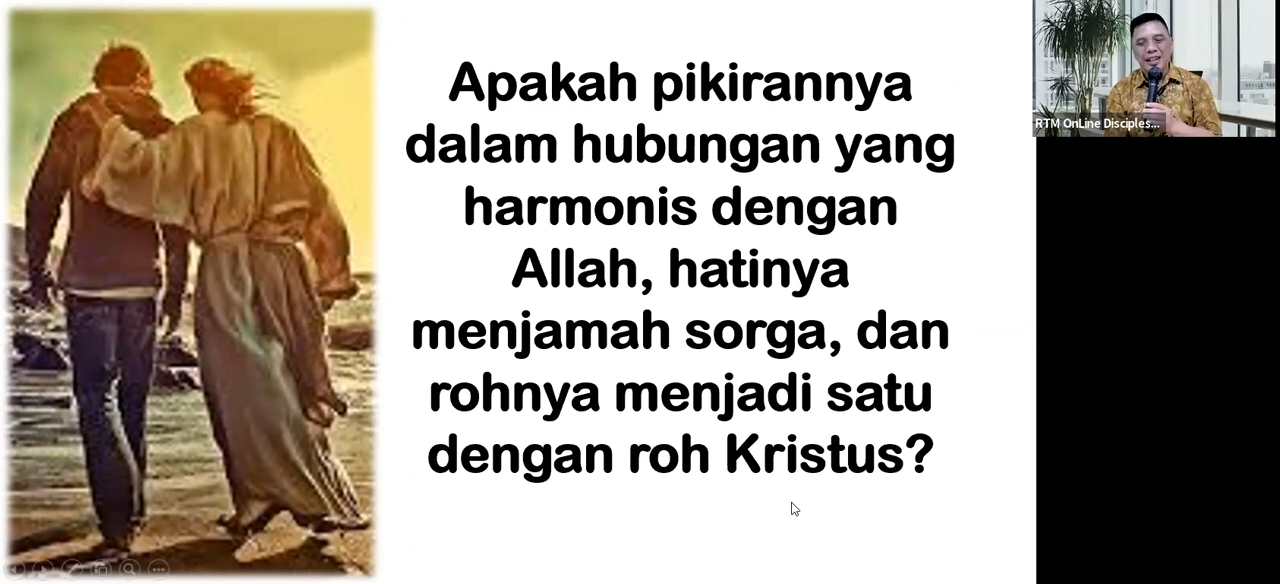 Apakah pikirannya
dalam hubungan yang
harmonis dengan
Allah, hatinya
menjamah sorga, dan
rohnya menjadi satu
dengan roh Kristus?
RTM OnLine Disciples...